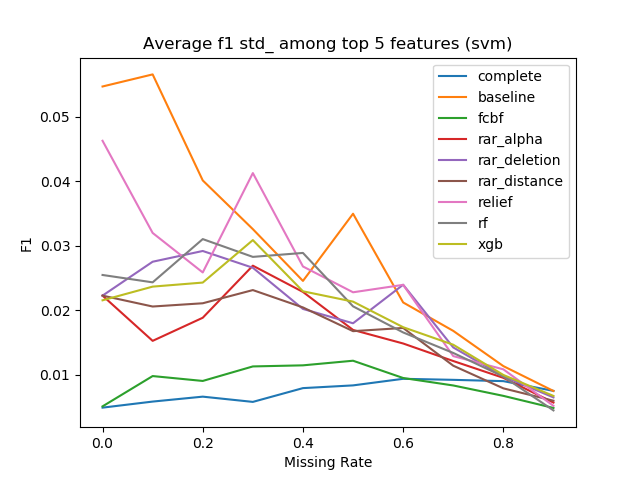 Average f1 std_ among top 5 features (svm)
complete
baseline
fcbf
rar_alpha
rar_deletion
rar_distance
relief
rf
xgb
0.05
0.04
0.03
0.02
0.01
F1
0.0 0.2 0.4 0.6 0.8
Missing Rate